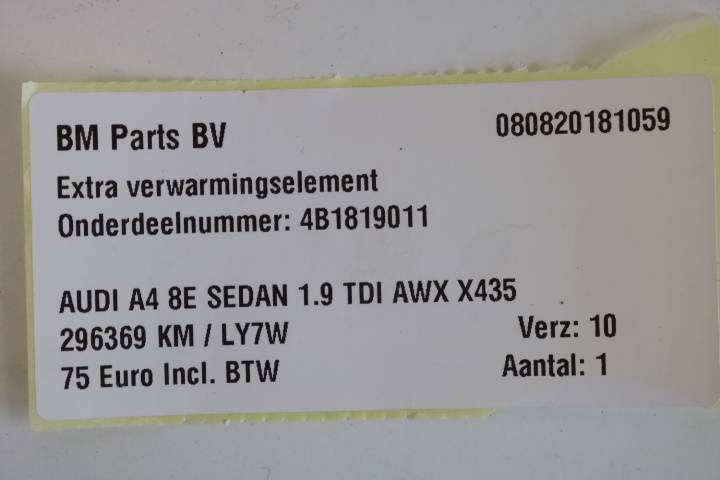 BM Parts BV 080820181059
Extra verwarmingselement
Onderdeelnummer: 4B1819011
AUDI A4 8E SEDAN 1.9 TDI AWX X435
296369 KM / LY7W Verz: 10
75 Euro Incl. BTW Aantal: 1